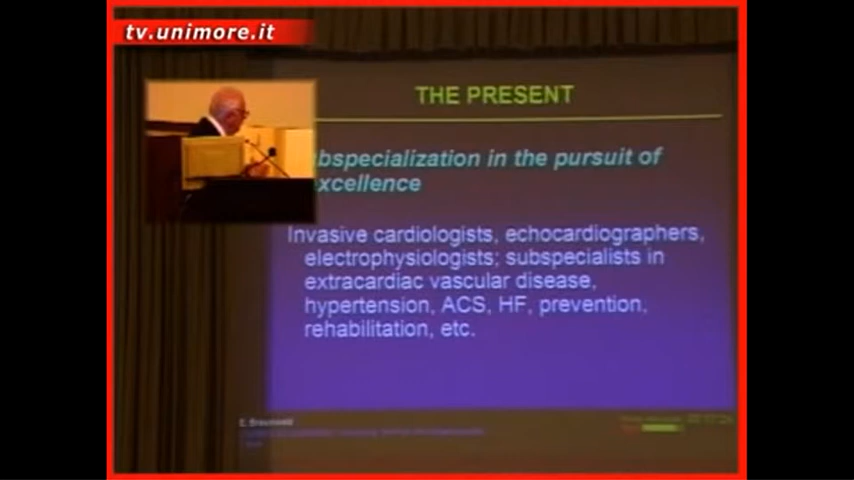 tv.unimore.it
THE PRESENT
bspecialization in the pursuit of
xcellence
Invasive cardiologists, echocardiographers,
electrophysiologists; subspecialists in
extracardiac vascular disease,
hypertension, ACS, HF, prevention,
rehabilitation, etc.
E. Braunwald